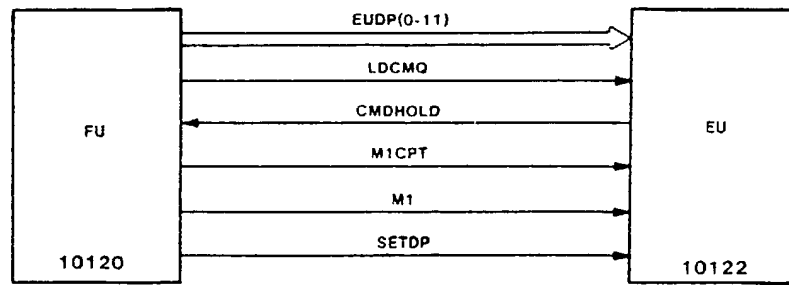 EUDP(0-11)
LDCMQ
CMDHOLD
FU
EU
M1CPT
M1
SETDP
10120
10122